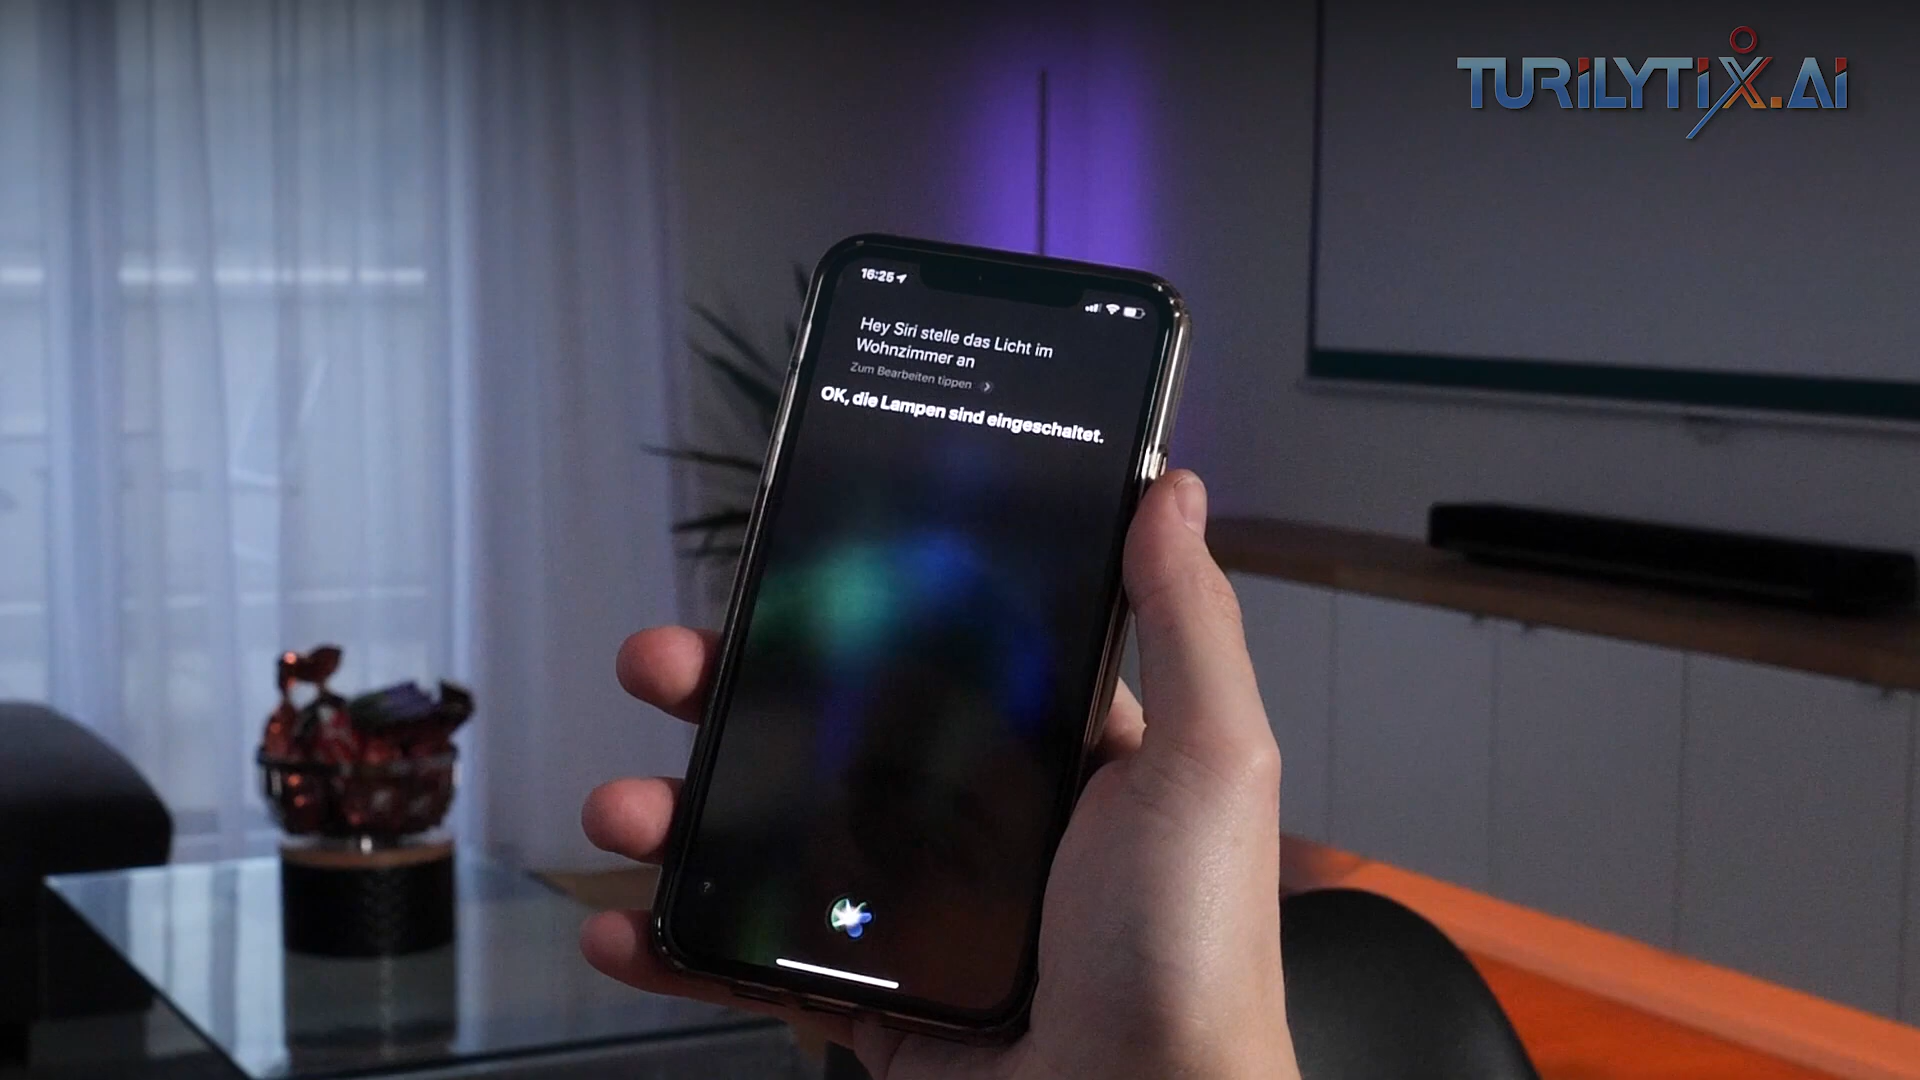 TURiLYTiX.Ai
16:25
Hey Siri stelle das Licht im
Wohnzimmer an
Zum Bearbeiten tippen
OK, die Lampen sind eingeschaltet.
?